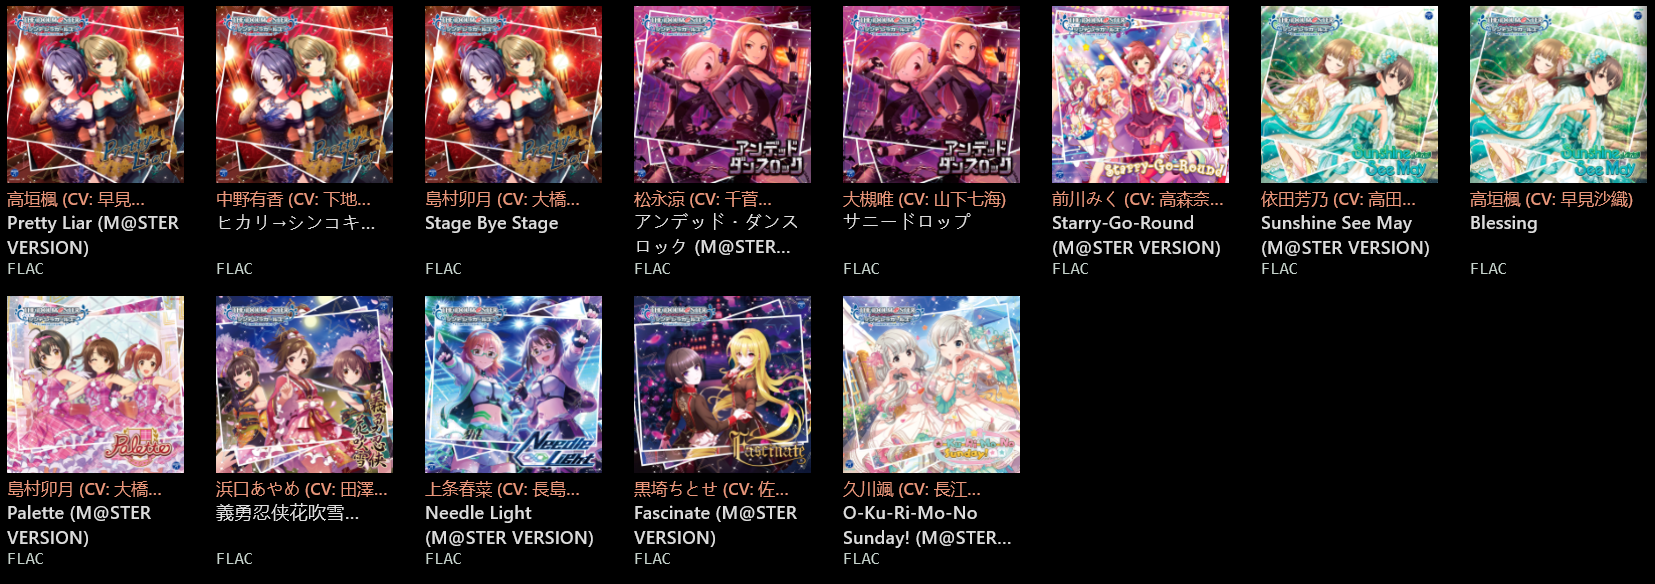 高垣楓 (CV: 早見...
Pretty Liar (M@STER
VERSION)
FLAC
中野有香 (CV: 下地...
ヒカリ→シンコキ...
FLAC
島村卯月 (CV: 大橋...
Stage Bye Stage
FLAC
松永涼 (CV: 千菅...
アンデッド・ダンス
ロック (M@STER...
FLAC
大槻唯 (CV: 山下七海)
サニードロップ
FLAC
前川みく (CV: 高森奈...
Starry-Go-Round
(M@STER VERSION)
FLAC
依田芳乃 (CV: 高田...
Sunshine See May
(M@STER VERSION)
FLAC
高垣楓 (CV: 早見沙織)
Blessing
FLAC
島村卯月 (CV: 大橋...
Palette (M@STER
VERSION)
FLAC
浜口あやめ (CV: 田澤...
義勇忍侠花吹雪...
FLAC
上条春菜 (CV: 長島...
Needle Light
(M@STER VERSION)
FLAC
黒埼ちとせ (CV: 佐...
Fascinate (M@STER
VERSION)
FLAC
久川颯 (CV: 長江...
O-Ku-Ri-Mo-No
Sunday! (M@STER...
FLAC